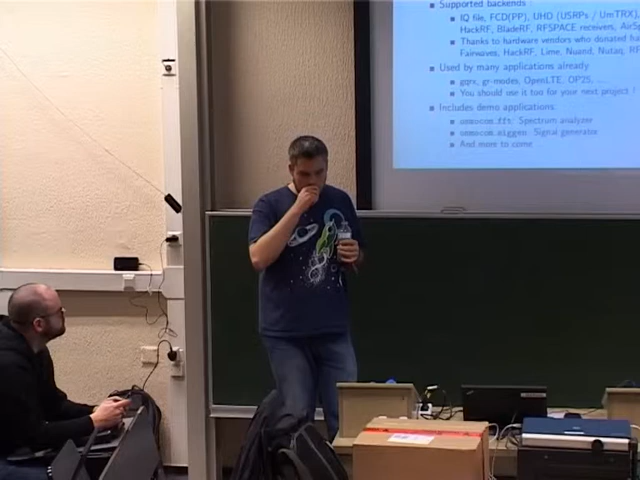 Supported backends
IQ file, FCD(PP), UHD (USRPs / UmTRX),
HackRF, BladeRF, RFSPACE receivers, AirS
Thanks to hardware vendors who donated
Fairwaves, HackRF, Lime, Nuand, Nutaq,
Used by many applications already
gqrx, gr-modes, OpenLTE, OP25, ...
You should use it too for your next project !
Includes demo applications:
osmocom_fft: Spectrum analyzer
osmocom_siggen: Signal generator
And more to come